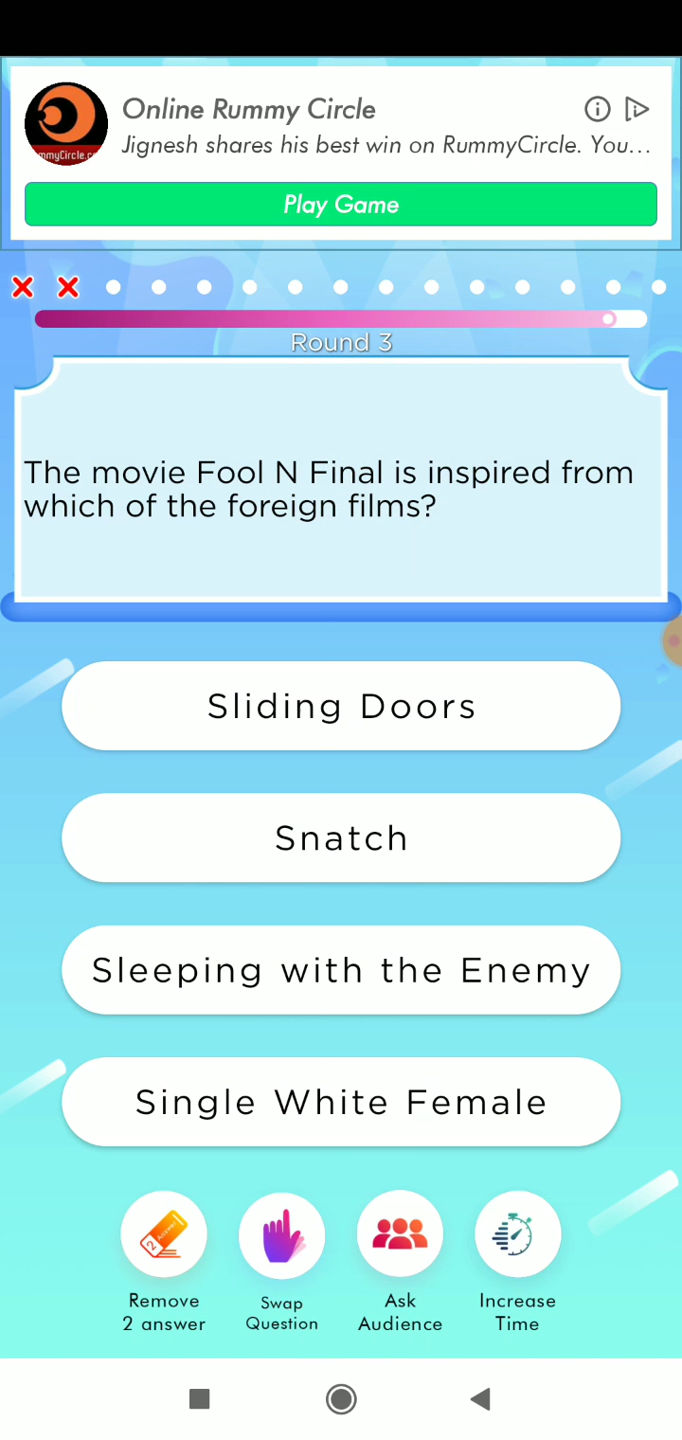 Online Rummy Circle
Jignesh shares his best win on RummyCircle. You...
Play Game
Round 3
The movie Fool N Final is inspired from
which of the foreign films?
Sliding Doors
Snatch
Sleeping with the Enemy
Single White Female
Remove
2 answer
Swap
Question
Ask
Audience
Increase
Time